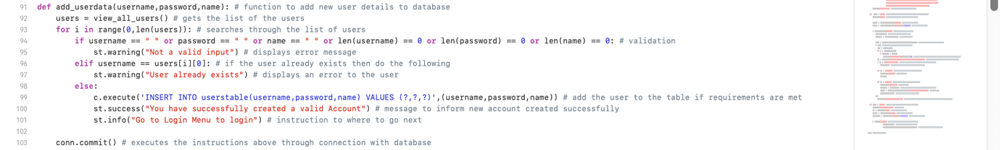 91 def add_userdata(username,password,name): # function to add new user details to database
92 users = view_all_users() # gets the list of the users
93 for i in range(0,len(users)): # searches through the list of users
94 if username == " " or password == " " or name == " " or len(username) == 0 or len(password) == 0 or len(name) == 0: # validation
95 st.warning("Not a valid input") # displays error message
96 elif username == users[i][0]: # if the user already exists then do the following
97 st.warning("User already exists") # displays an error to the user
98 else:
99 c.execute('INSERT INTO userstable(username,password,name) VALUES (?,?,?)',(username,password,name)) # add the user to the table if requirements are met
100 st.success("You have successfully created a valid Account") # message to inform new account created successfully
101 st.info("Go to Login Menu to login") # instruction to where to go next
102
103 conn.commit() # executes the instructions above through connection with database